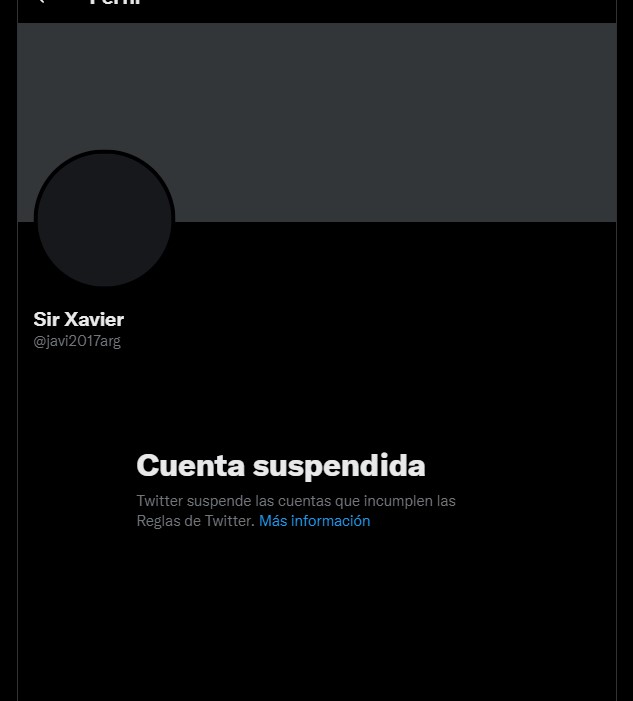 Perfil
Sir Xavier
@javi2017arg
Cuenta suspendida
Twitter suspende las cuentas que incumplen las
Reglas de Twitter. Más información